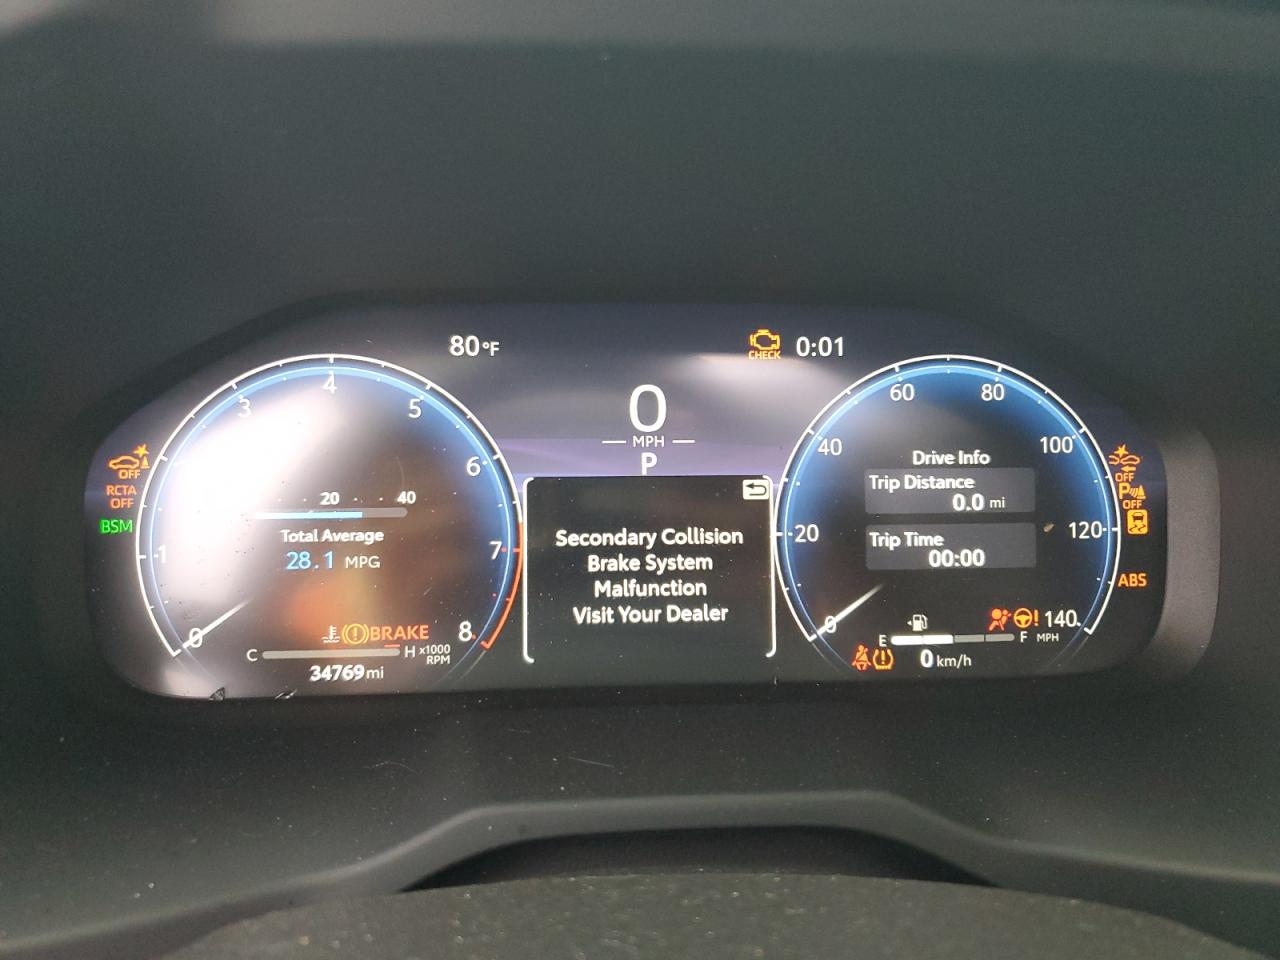 80°F
CHECK 0:01
0
MPH
P
3
4
5
6
7
8
1
0
x1000
RPM
20
40
Total Average
28.1 MPG
BRAKE
C
H
34769 mi
OFF
RCTA
OFF
BSM
Secondary Collision
Brake System
Malfunction
Visit Your Dealer
0
20
40
60
80
100
120
140
MPH
Drive Info
Trip Distance
0.0 mi
Trip Time
00:00
E
F
0 km/h
OFF
P
OFF
ABS